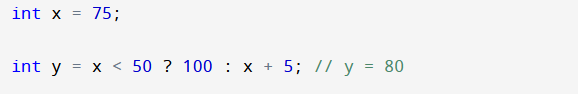 int x = 75;
int y = x < 50 ? 100 : x + 5; // y = 80